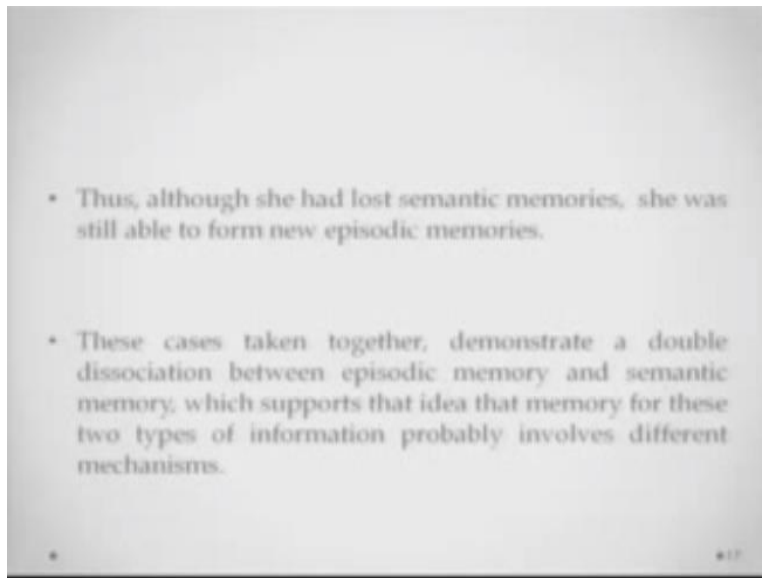 • Thus, although she had lost semantic memories, she was
still able to form new episodic memories.
• These cases taken together, demonstrate a double
dissociation between episodic memory and semantic
memory, which supports that idea that memory for these
two types of information probably involves different
mechanisms.
17